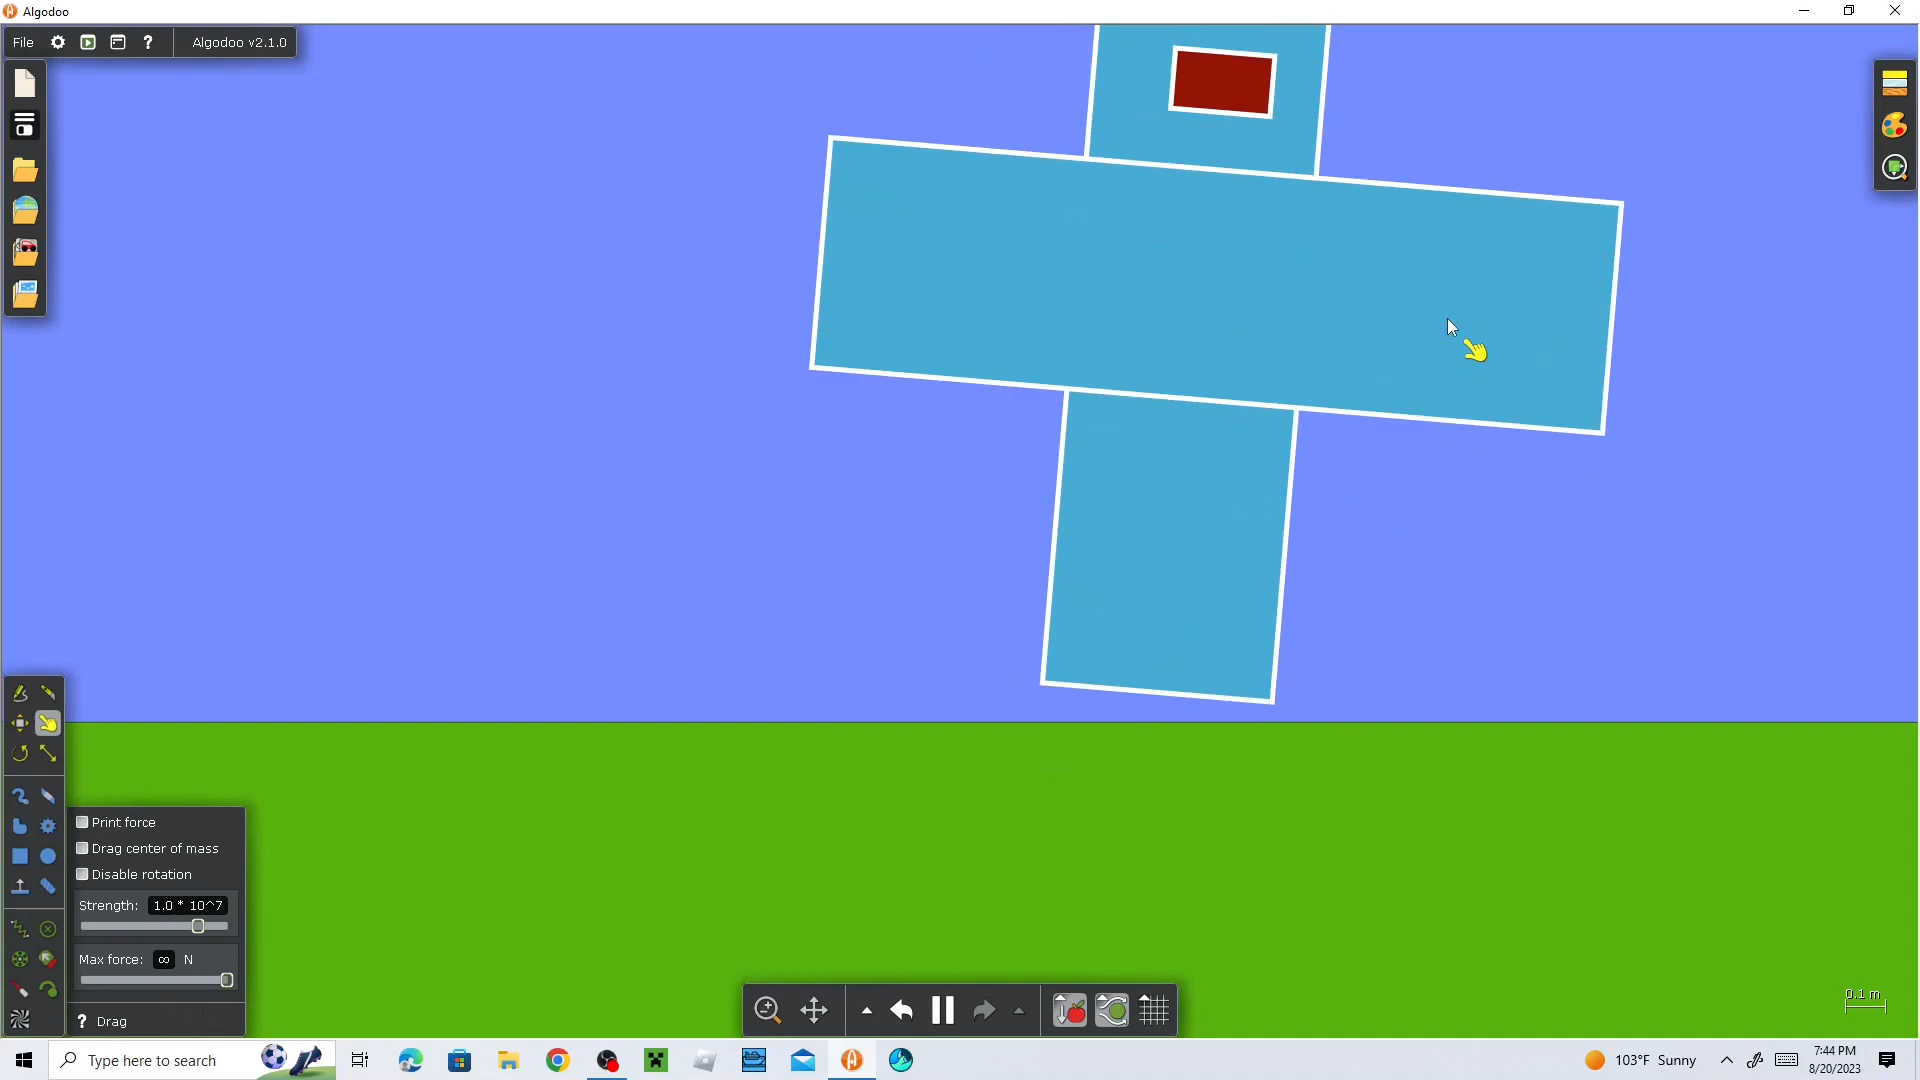 Algodoo
File
?
Algodoo v2.1.0
Print force
Drag center of mass
Disable rotation
Strength: 1.0 * 10^7
Max force: ∞ N
? Drag
0.1 m
Type here to search
103°F Sunny
7:44 PM
8/20/2023